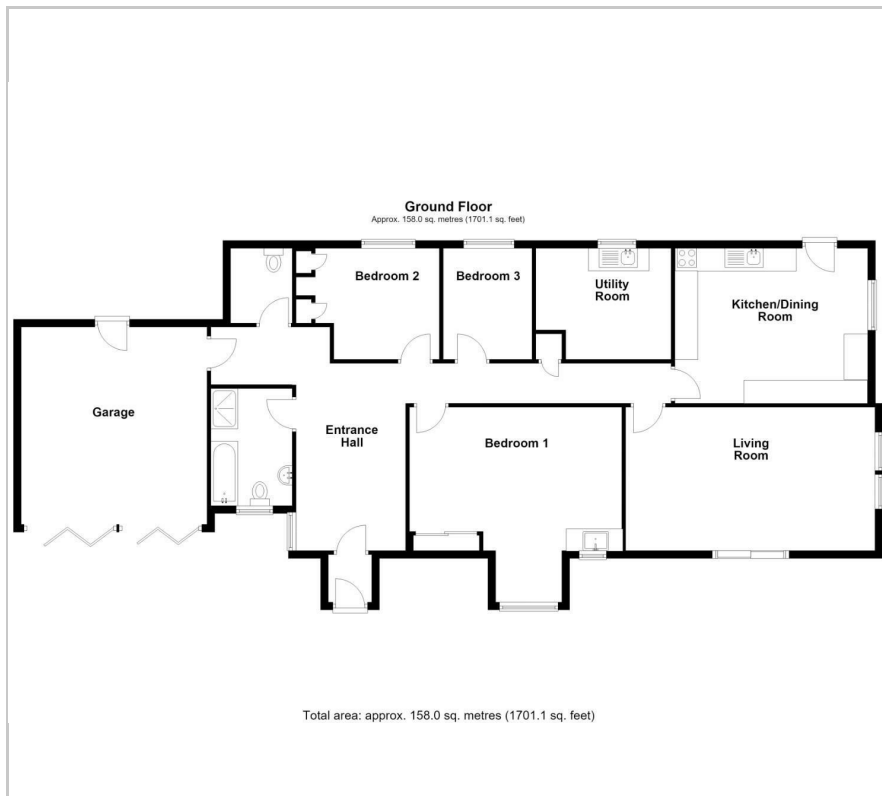 Ground Floor
Approx. 158.0 sq. metres (1701.1 sq. feet)
Bedroom 2
Bedroom 3
Utility
Room
Kitchen/Dining
Room
Garage
Entrance
Hall
Bedroom 1
Living
Room
Total area: approx. 158.0 sq. metres (1701.1 sq. feet)